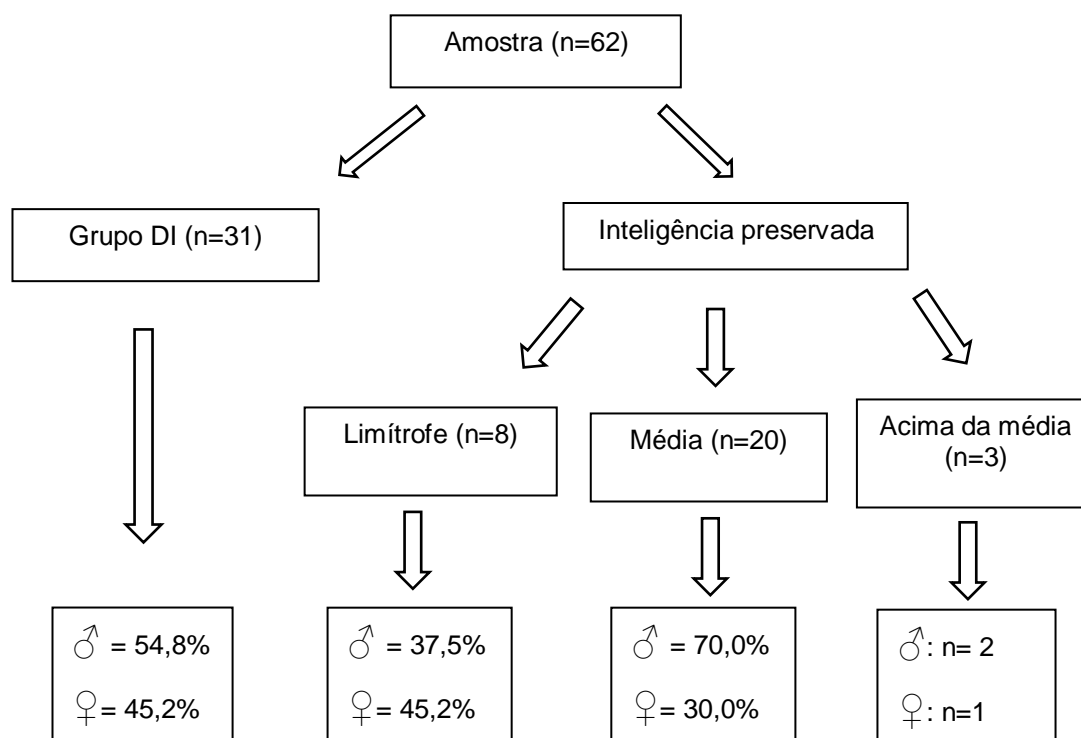 Amostra (n=62)
Grupo DI (n=31)
Inteligência preservada
Limítrofe (n=8)
Média (n=20)
Acima da média
(n=3)
♂ = 54,8%
♀= 45,2%
♂ = 37,5%
♀= 45,2%
♂ = 70,0%
♀= 30,0%
♂: n= 2
♀: n=1